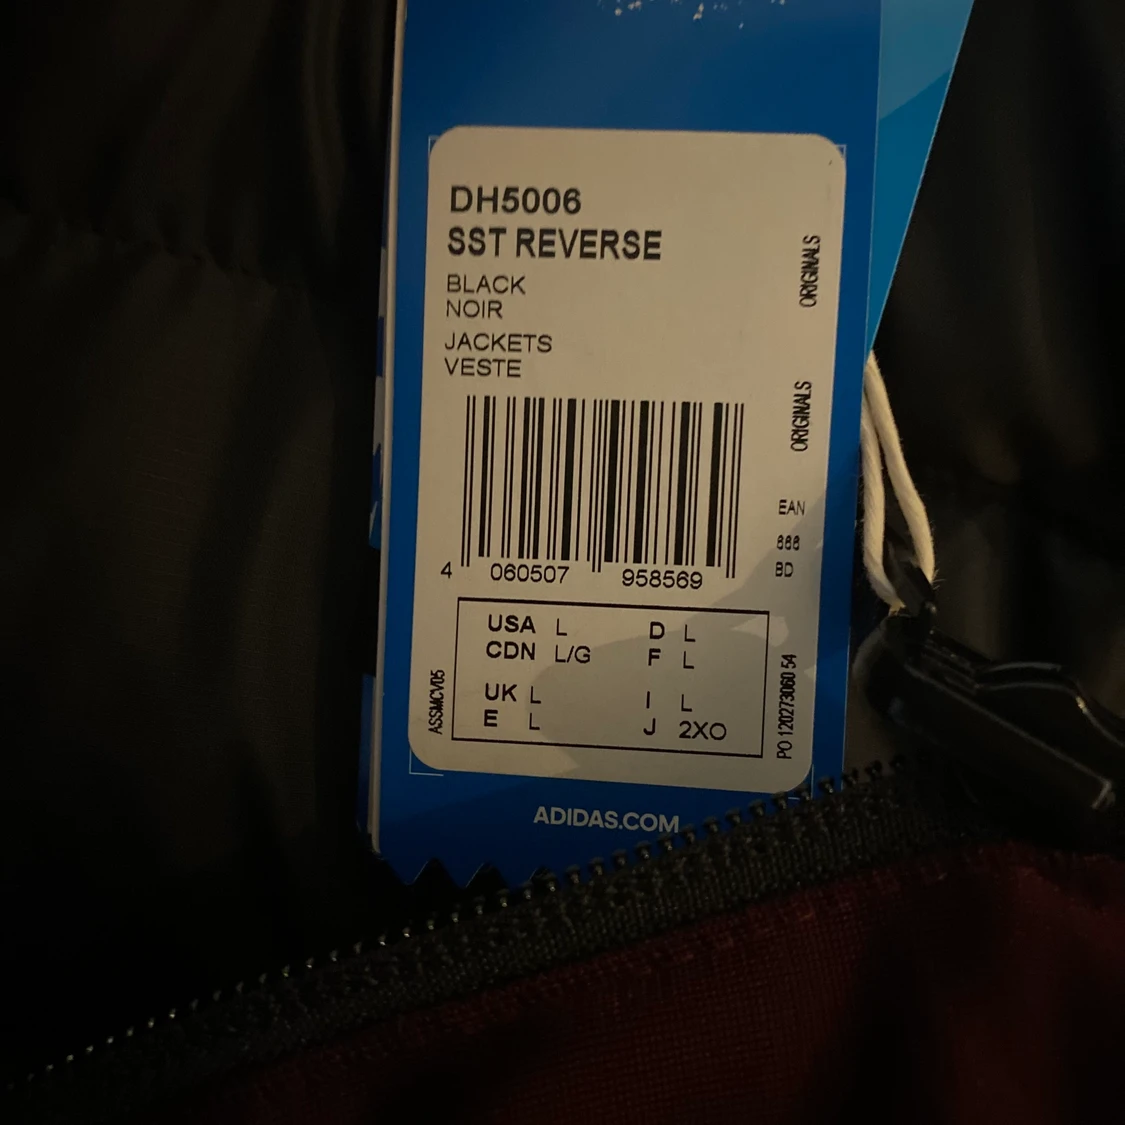 DH5006
SST REVERSE
BLACK
NOIR
JACKETS
VESTE
ORIGINALS
ORIGINALS
EAN
888
BD
4 060507 958569
USA L D L
CDN L/G F L
UK L I L
E L J 2XO
ASSMCV05
PO 120273060 54
ADIDAS.COM